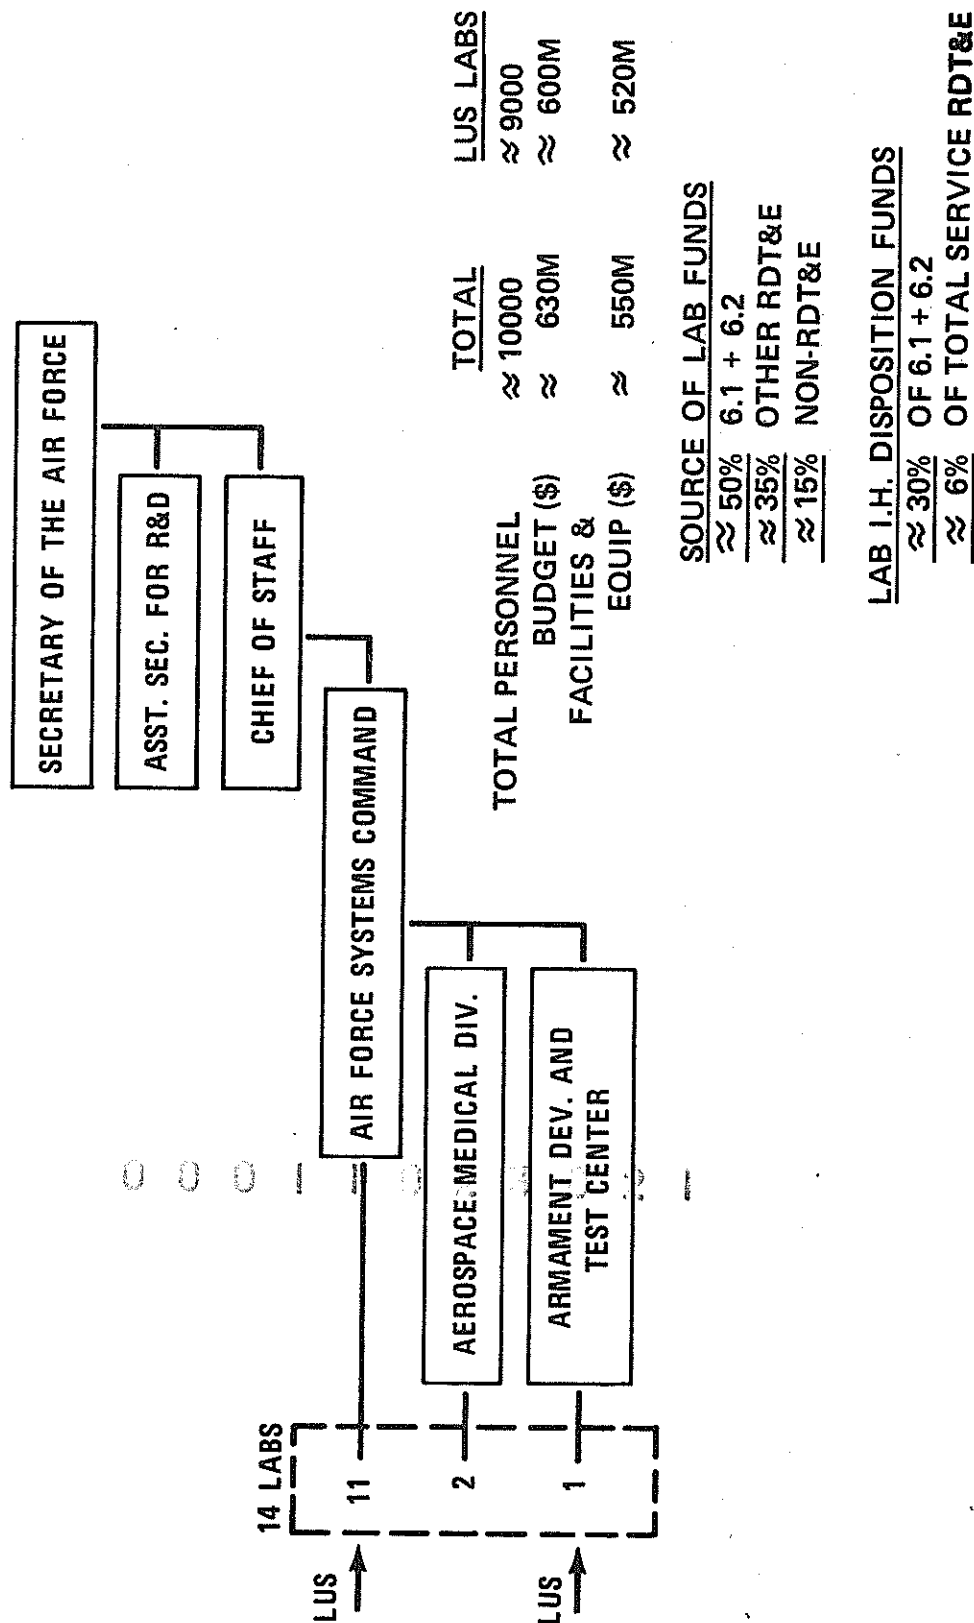 SECRETARY OF THE AIR FORCE
ASST. SEC. FOR R&D
CHIEF OF STAFF
AIR FORCE SYSTEMS COMMAND
AEROSPACE MEDICAL DIV.
ARMAMENT DEV. AND
TEST CENTER
14 LABS
LUS
11
2
LUS
1
TOTAL LUS LABS
TOTAL PERSONNEL ≈ 10000 ≈ 9000
BUDGET ($) ≈ 630M ≈ 600M
FACILITIES &
EQUIP ($) ≈ 550M ≈ 520M
SOURCE OF LAB FUNDS
≈ 50% 6.1 + 6.2
≈ 35% OTHER RDT&E
≈ 15% NON-RDT&E
LAB I.H. DISPOSITION FUNDS
≈ 30% OF 6.1 + 6.2
≈ 6% OF TOTAL SERVICE RDT&E